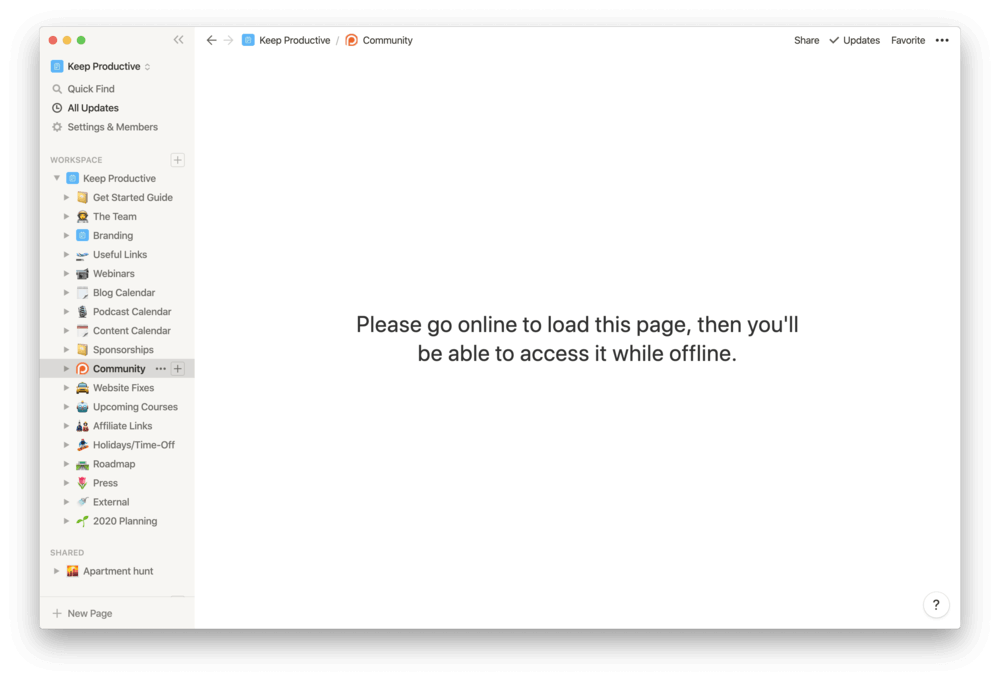 Keep Productive
Quick Find
All Updates
Settings & Members
WORKSPACE
Keep Productive
Get Started Guide
The Team
Branding
Useful Links
Webinars
Blog Calendar
Podcast Calendar
Content Calendar
Sponsorships
Community
Website Fixes
Upcoming Courses
Affiliate Links
Holidays/Time-Off
Roadmap
Press
External
2020 Planning
SHARED
Apartment hunt
New Page
Keep Productive / Community
Share Updates Favorite
Please go online to load this page, then you'll
be able to access it while offline.
?